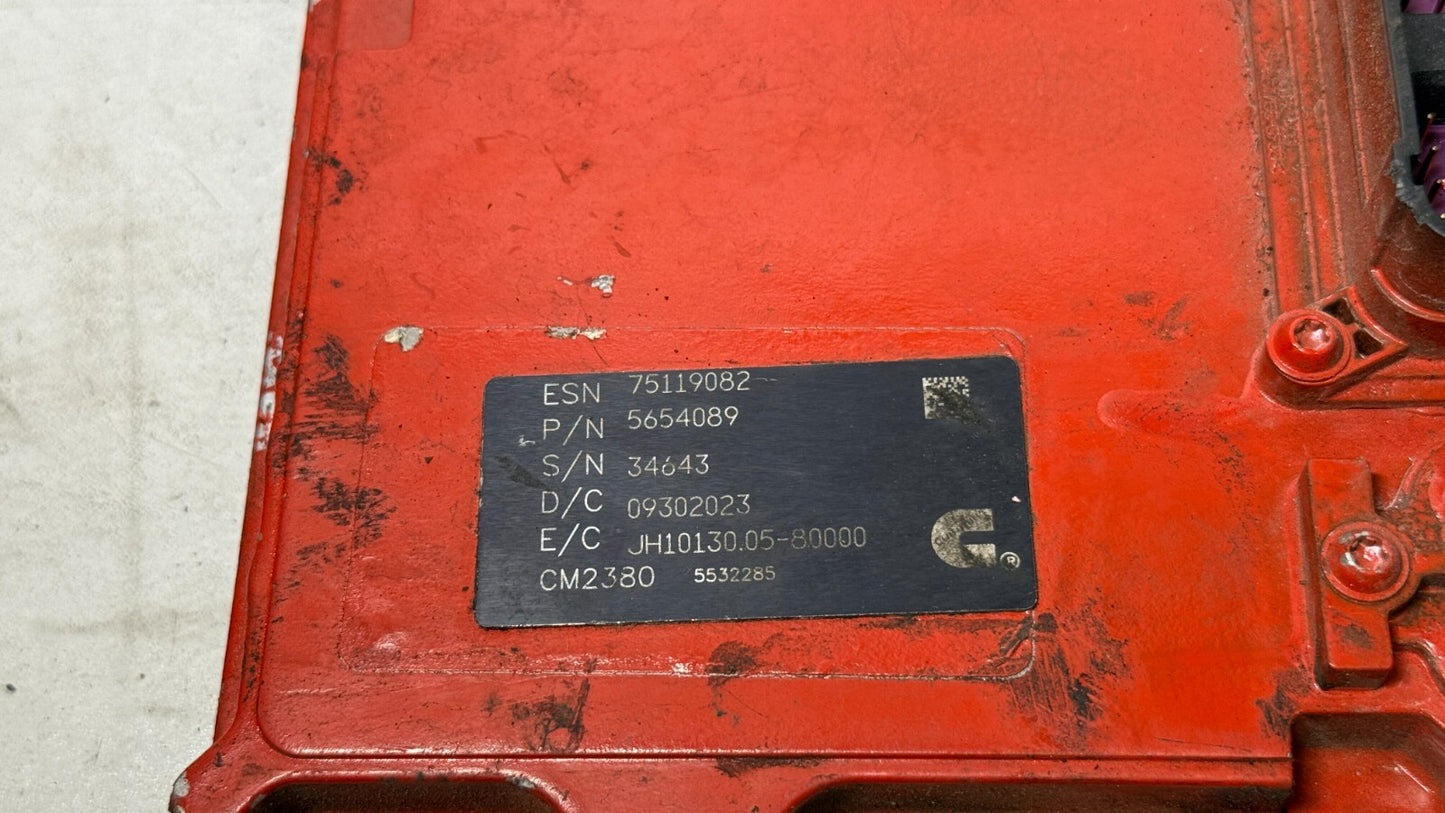 ESN 75119082
P/N 5654089
S/N 34643
D/C 09302023
E/C JH10130.05-80000
CM2380 5532285
®